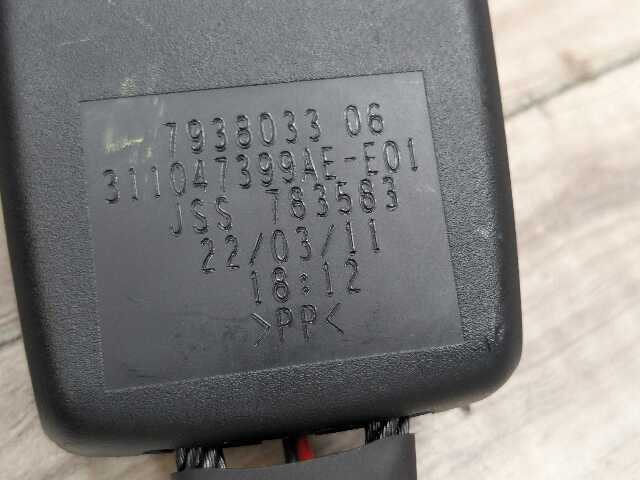 7938033 06
311047399AE-E01
JSS 783583
22/03/11
18:12
>PP<